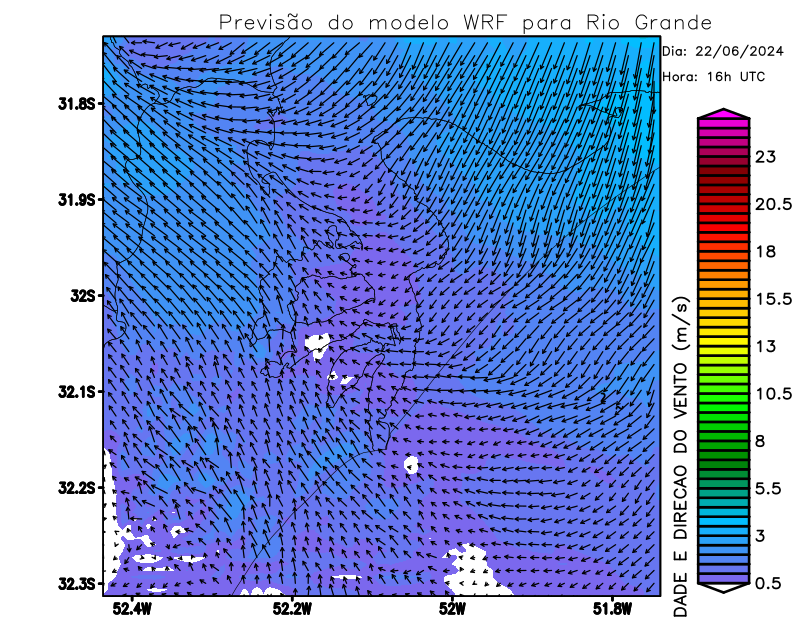 Previsão do modelo WRF para Rio Grande
Dia: 22/06/2024
Hora: 16h UTC
31.8S
31.9S
32S
32.1S
32.2S
32.3S
52.4W
52.2W
52W
51.8W
23
20.5
18
15.5
13
10.5
8
5.5
3
0.5
DADE E DIRECAO DO VENTO (m/s)